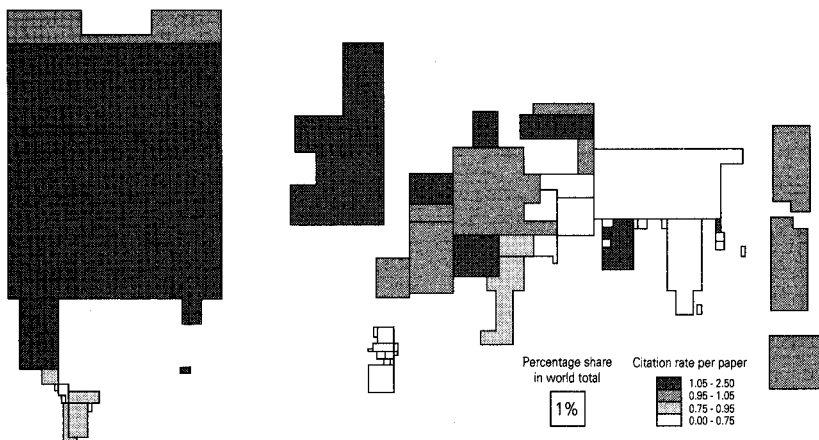 Percentage share
in world total
1%
Citation rate per paper
1.05 - 2.50
0.95 - 1.05
0.75 - 0.95
0.00 - 0.75